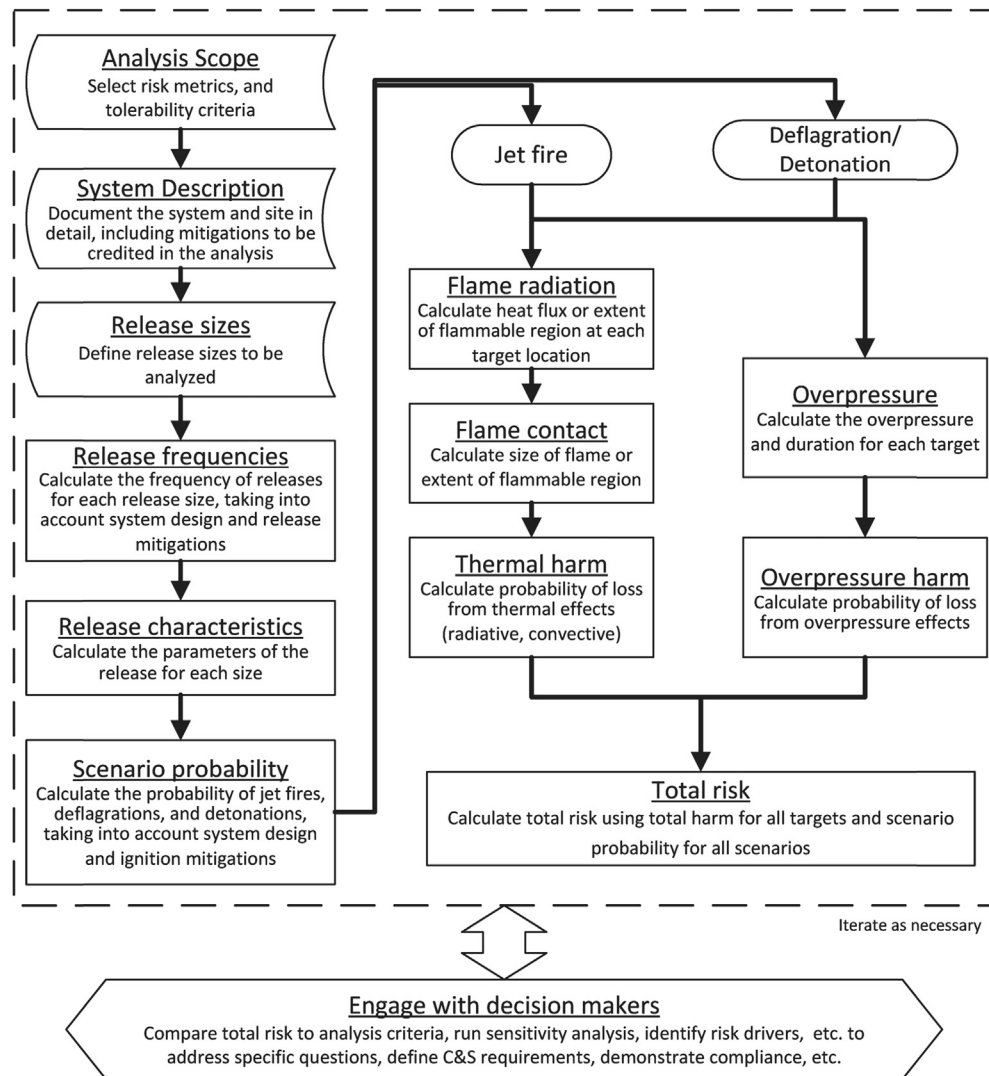 Analysis Scope
Select risk metrics, and
tolerability criteria
System Description
Document the system and site in
detail, including mitigations to be
credited in the analysis
Release sizes
Define release sizes to be
analyzed
Release frequencies
Calculate the frequency of releases
for each release size, taking into
account system design and release
mitigations
Release characteristics
Calculate the parameters of the
release for each size
Scenario probability
Calculate the probability of jet fires,
deflagrations, and detonations,
taking into account system design
and ignition mitigations
Jet fire
Deflagration/
Detonation
Flame radiation
Calculate heat flux or extent
of flammable region at each
target location
Flame contact
Calculate size of flame or
extent of flammable region
Thermal harm
Calculate probability of loss
from thermal effects
(radiative, convective)
Overpressure
Calculate the overpressure
and duration for each target
Overpressure harm
Calculate probability of loss
from overpressure effects
Total risk
Calculate total risk using total harm for all targets and scenario
probability for all scenarios
Iterate as necessary
Engage with decision makers
Compare total risk to analysis criteria, run sensitivity analysis, identify risk drivers, etc. to
address specific questions, define C&S requirements, demonstrate compliance, etc.